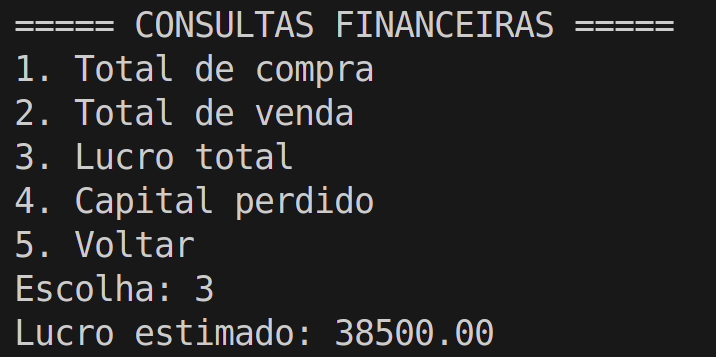 ===== CONSULTAS FINANCEIRAS =====
1. Total de compra
2. Total de venda
3. Lucro total
4. Capital perdido
5. Voltar
Escolha: 3
Lucro estimado: 38500.00